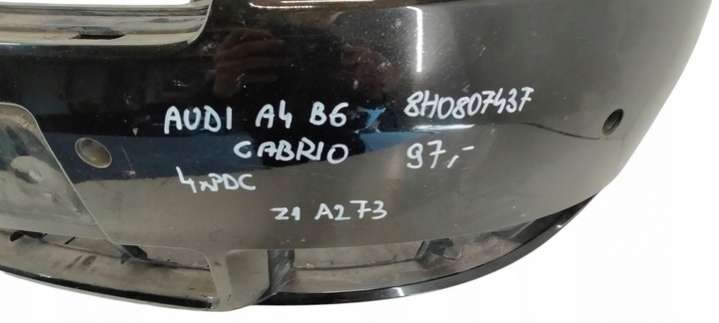 AUDI A4 B6 8H0807437
CABRIO 97,-
4xPDC
Z1 A273